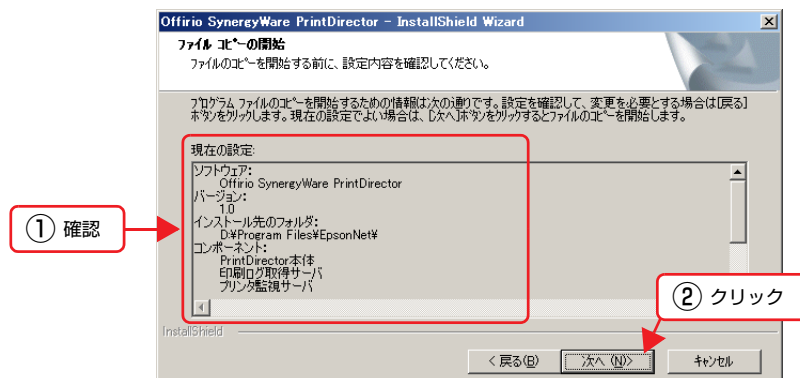 Offirio SynergyWare PrintDirector - InstallShield Wizard
ファイル コピーの開始
ファイルのコピーを開始する前に、設定内容を確認してください。
プログラム ファイルのコピーを開始するための情報は次の通りです。設定を確認して、変更を必要とする場合は[戻る]
ボタンをクリックします。現在の設定でよい場合は、[次へ]ボタンをクリックするとファイルのコピーを開始します。
現在の設定:
ソフトウェア:
Offirio SynergyWare PrintDirector
バージョン:
1.0
インストール先のフォルダ:
D:¥Program Files¥EpsonNet¥
コンポーネント:
PrintDirector本体
印刷ログ取得サーバ
プリンタ監視サーバ
① 確認
② クリック
InstallShield
< 戻る(B)
次へ (N)>
キャンセル